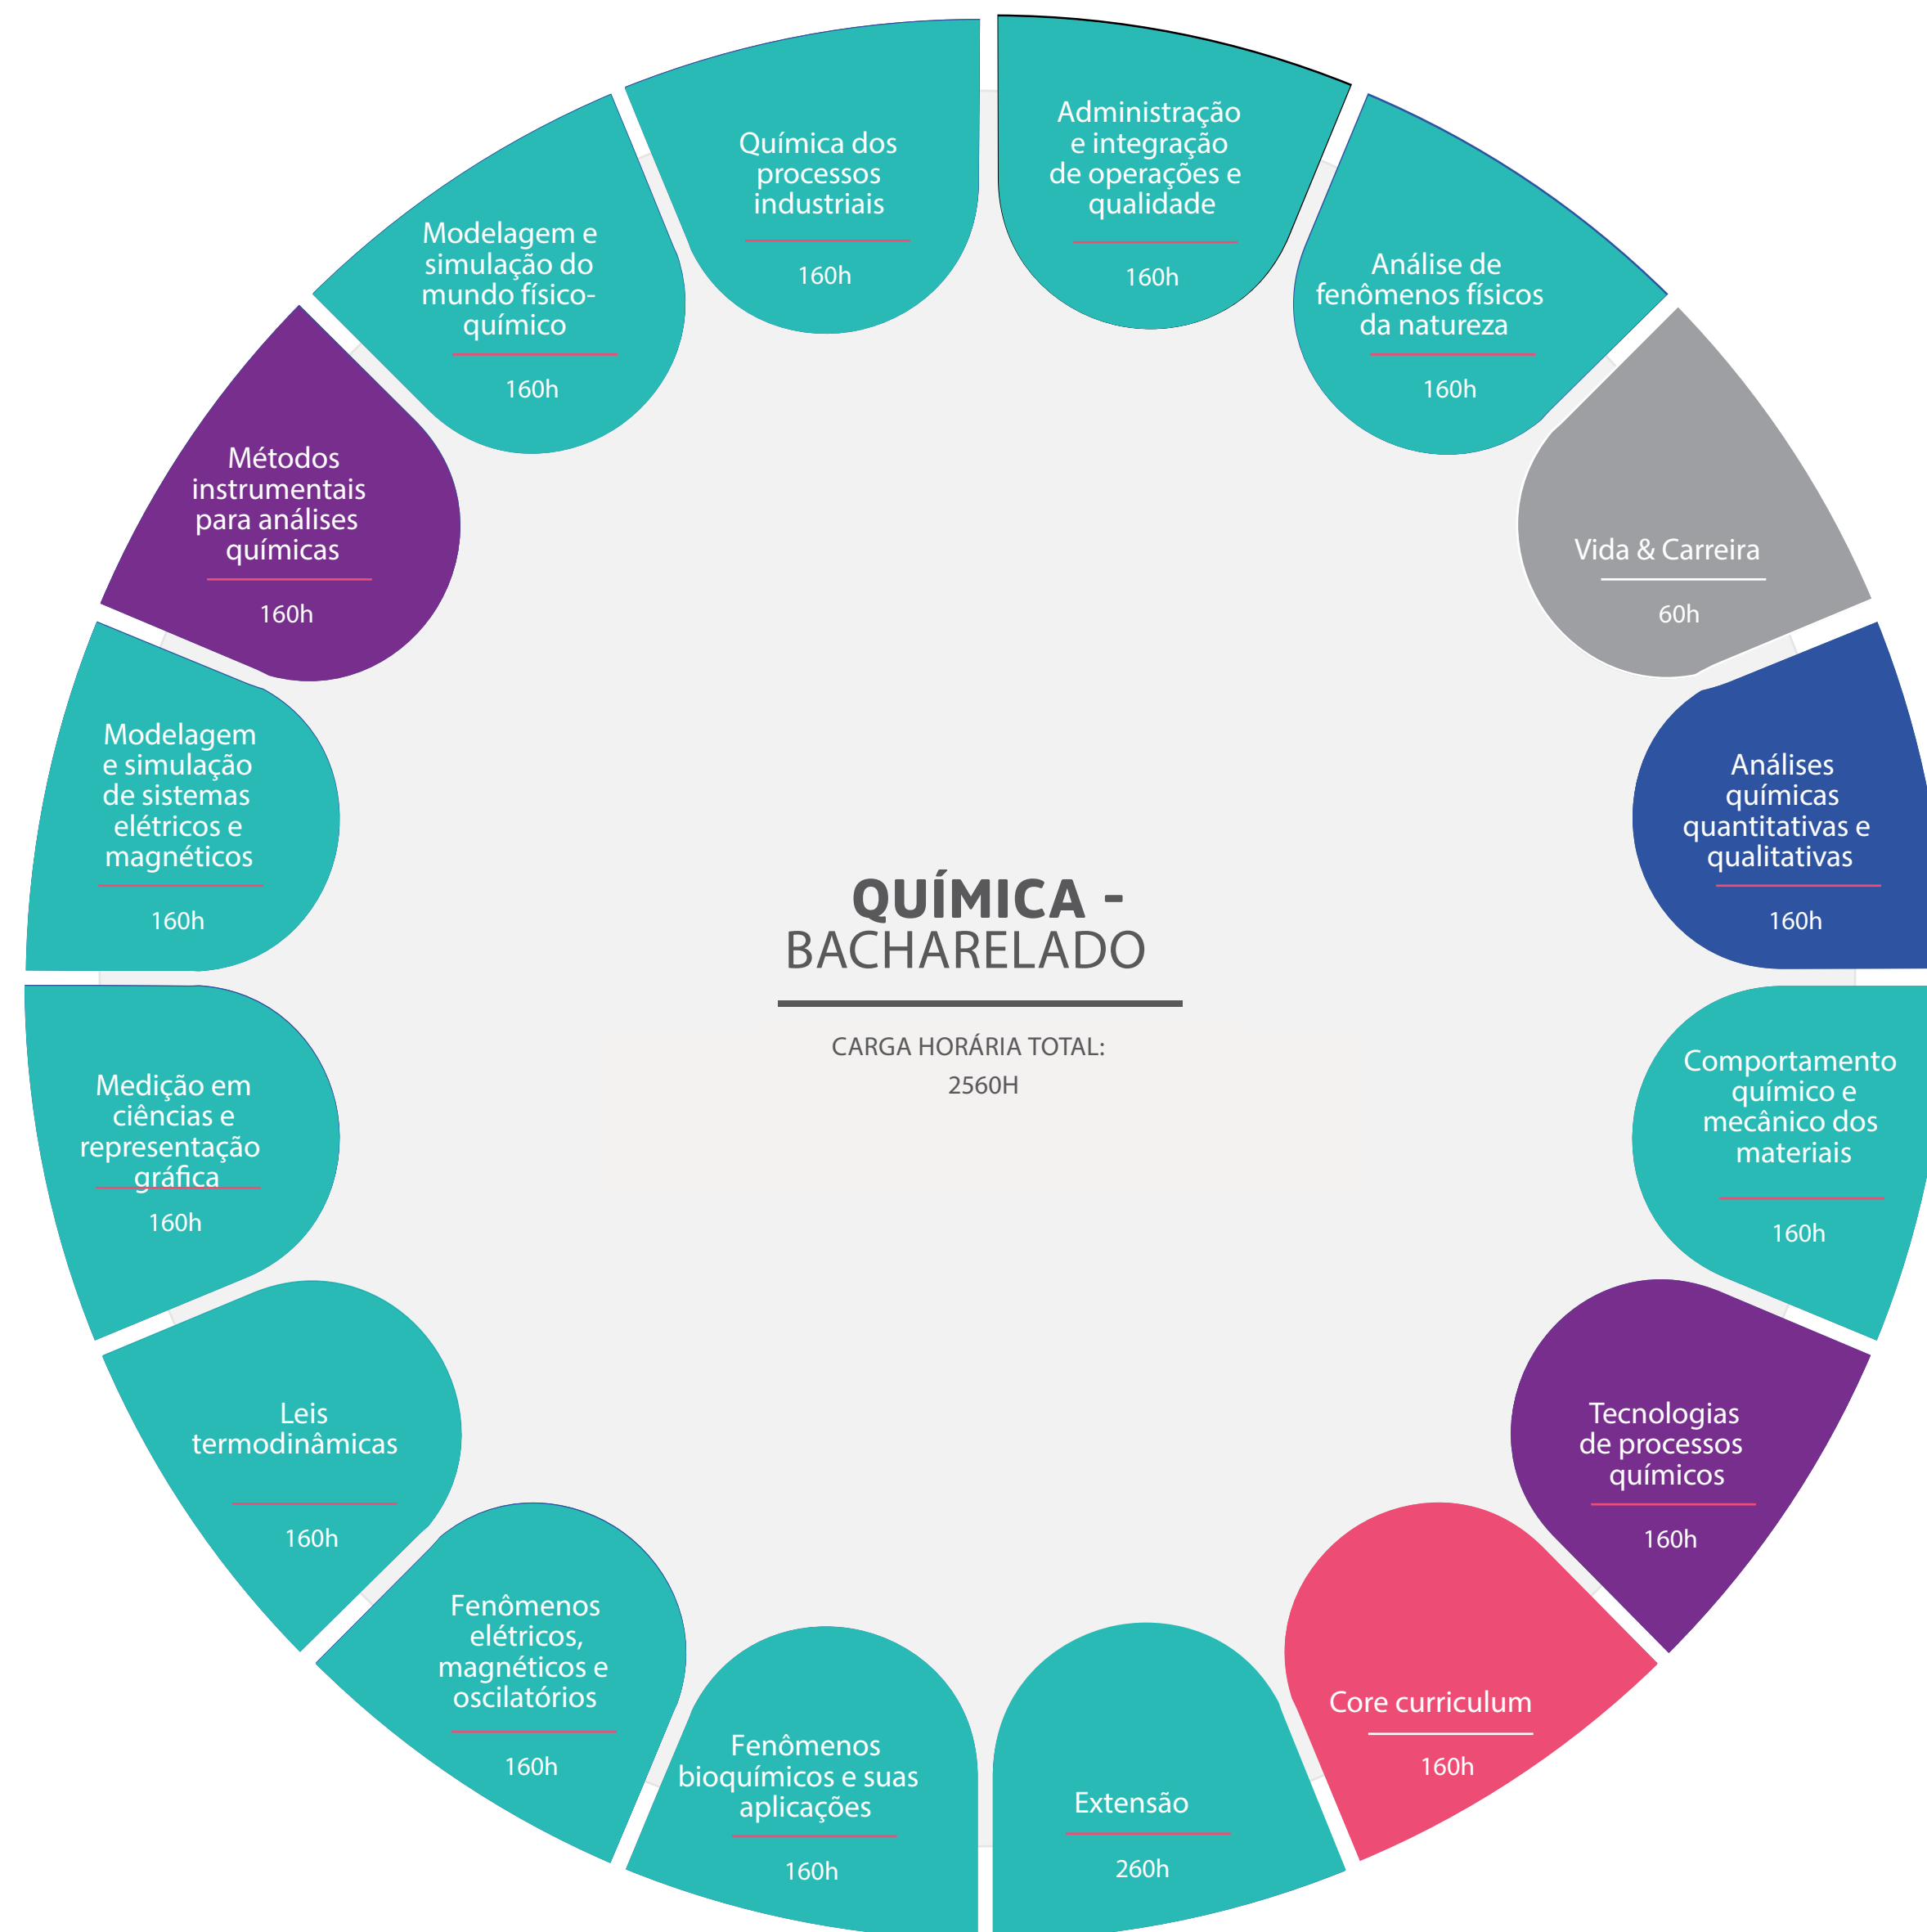 Administração
e integração
de operações e
qualidade
160h
Análise de
fenômenos físicos
da natureza
160h
Vida & Carreira
60h
Análises
químicas
quantitativas e
qualitativas
160h
Comportamento
químico e
mecânico dos
materiais
160h
Tecnologias
de processos
químicos
160h
Core curriculum
160h
Extensão
260h
Fenômenos
bioquímicos e suas
aplicações
160h
Fenômenos
elétricos,
magnéticos e
oscilatórios
160h
Leis
termodinâmicas
160h
Medição em
ciências e
representação
gráfica
160h
Modelagem
e simulação
de sistemas
elétricos e
magnéticos
160h
Métodos
instrumentais
para análises
químicas
160h
Modelagem e
simulação do
mundo físico-
químico
160h
Química dos
processos
industriais
160h
QUÍMICA -
BACHARELADO
CARGA HORÁRIA TOTAL:
2560H